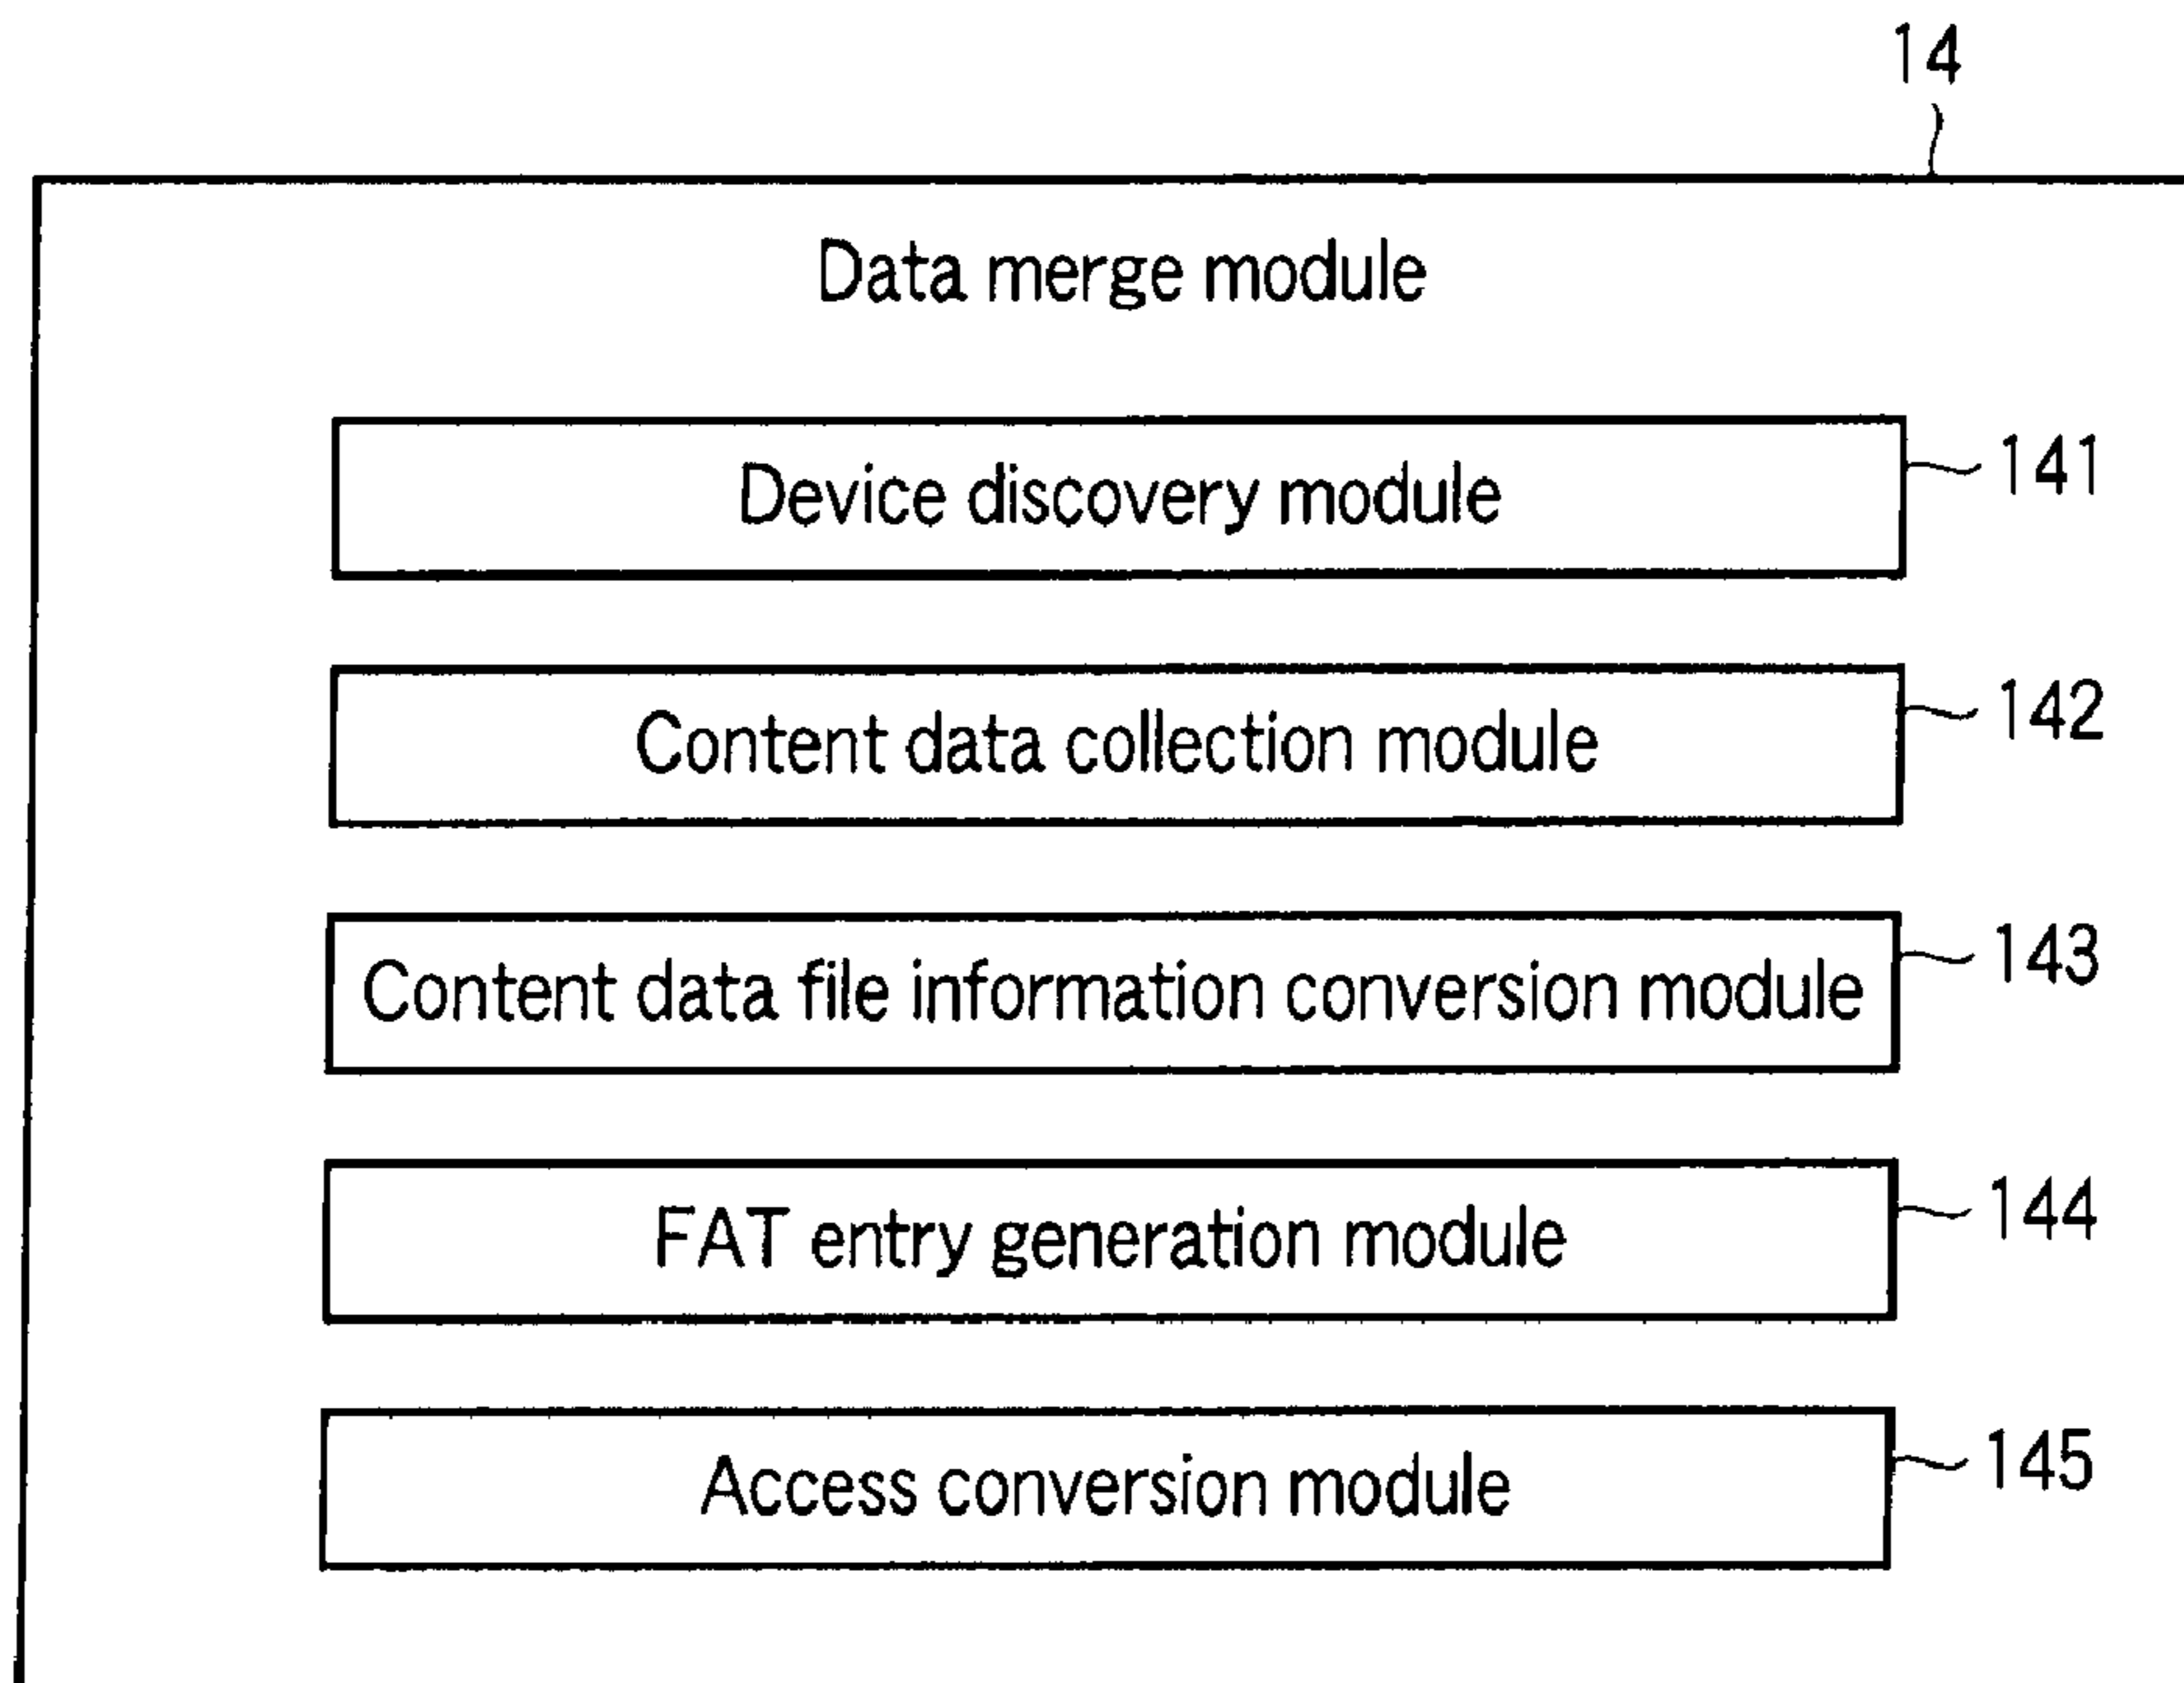 14
Data merge module
Device discovery module 141
Content data collection module 142
Content data file information conversion module 143
FAT entry generation module 144
Access conversion module 145